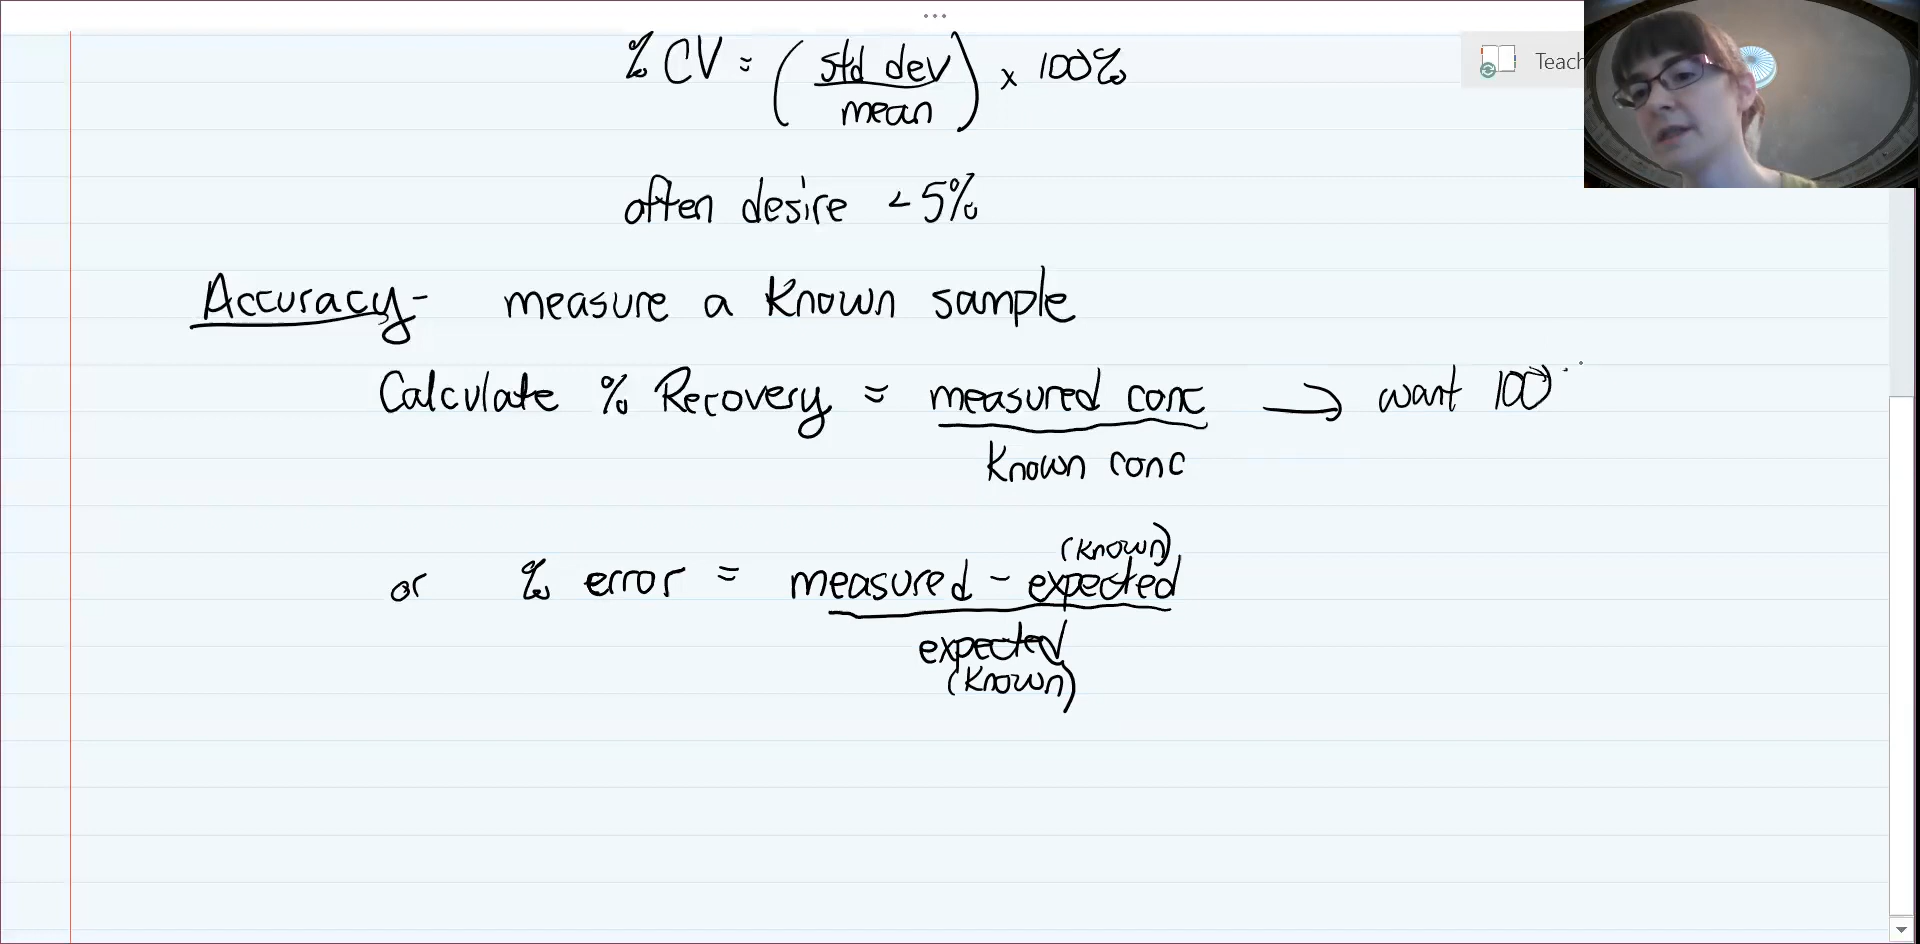 % CV = (std dev / mean) x 100%
Teach
often desire < 5%
Accuracy - measure a known sample
Calculate % Recovery = measured conc / known conc → want 100
or % error = measured - expected (known) / expected (known)